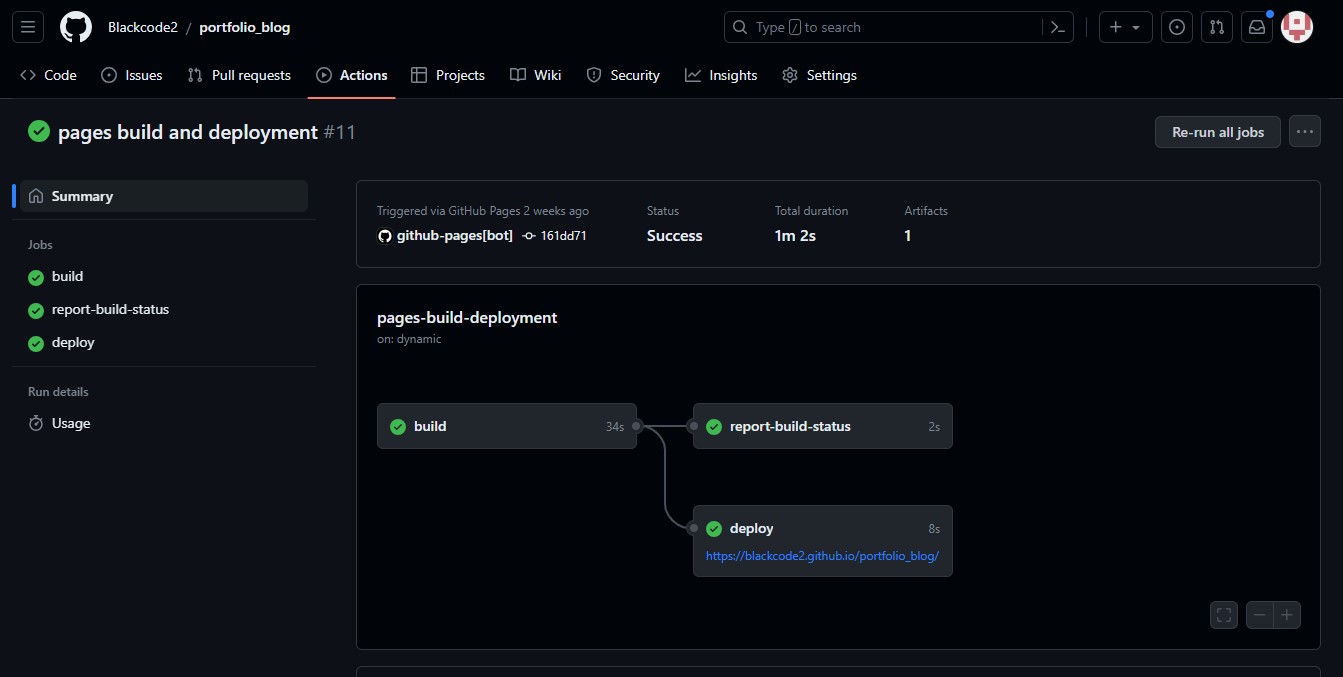 Blackcode2 / portfolio_blog
Type / to search
Code Issues Pull requests Actions Projects Wiki Security Insights Settings
pages build and deployment #11
Re-run all jobs
Summary
Jobs
build
report-build-status
deploy
Run details
Usage
Triggered via GitHub Pages 2 weeks ago
github-pages[bot] 161dd71
Status
Success
Total duration
1m 2s
Artifacts
1
pages-build-deployment
on: dynamic
build 34s
report-build-status 2s
deploy 8s
https://blackcode2.github.io/portfolio_blog/